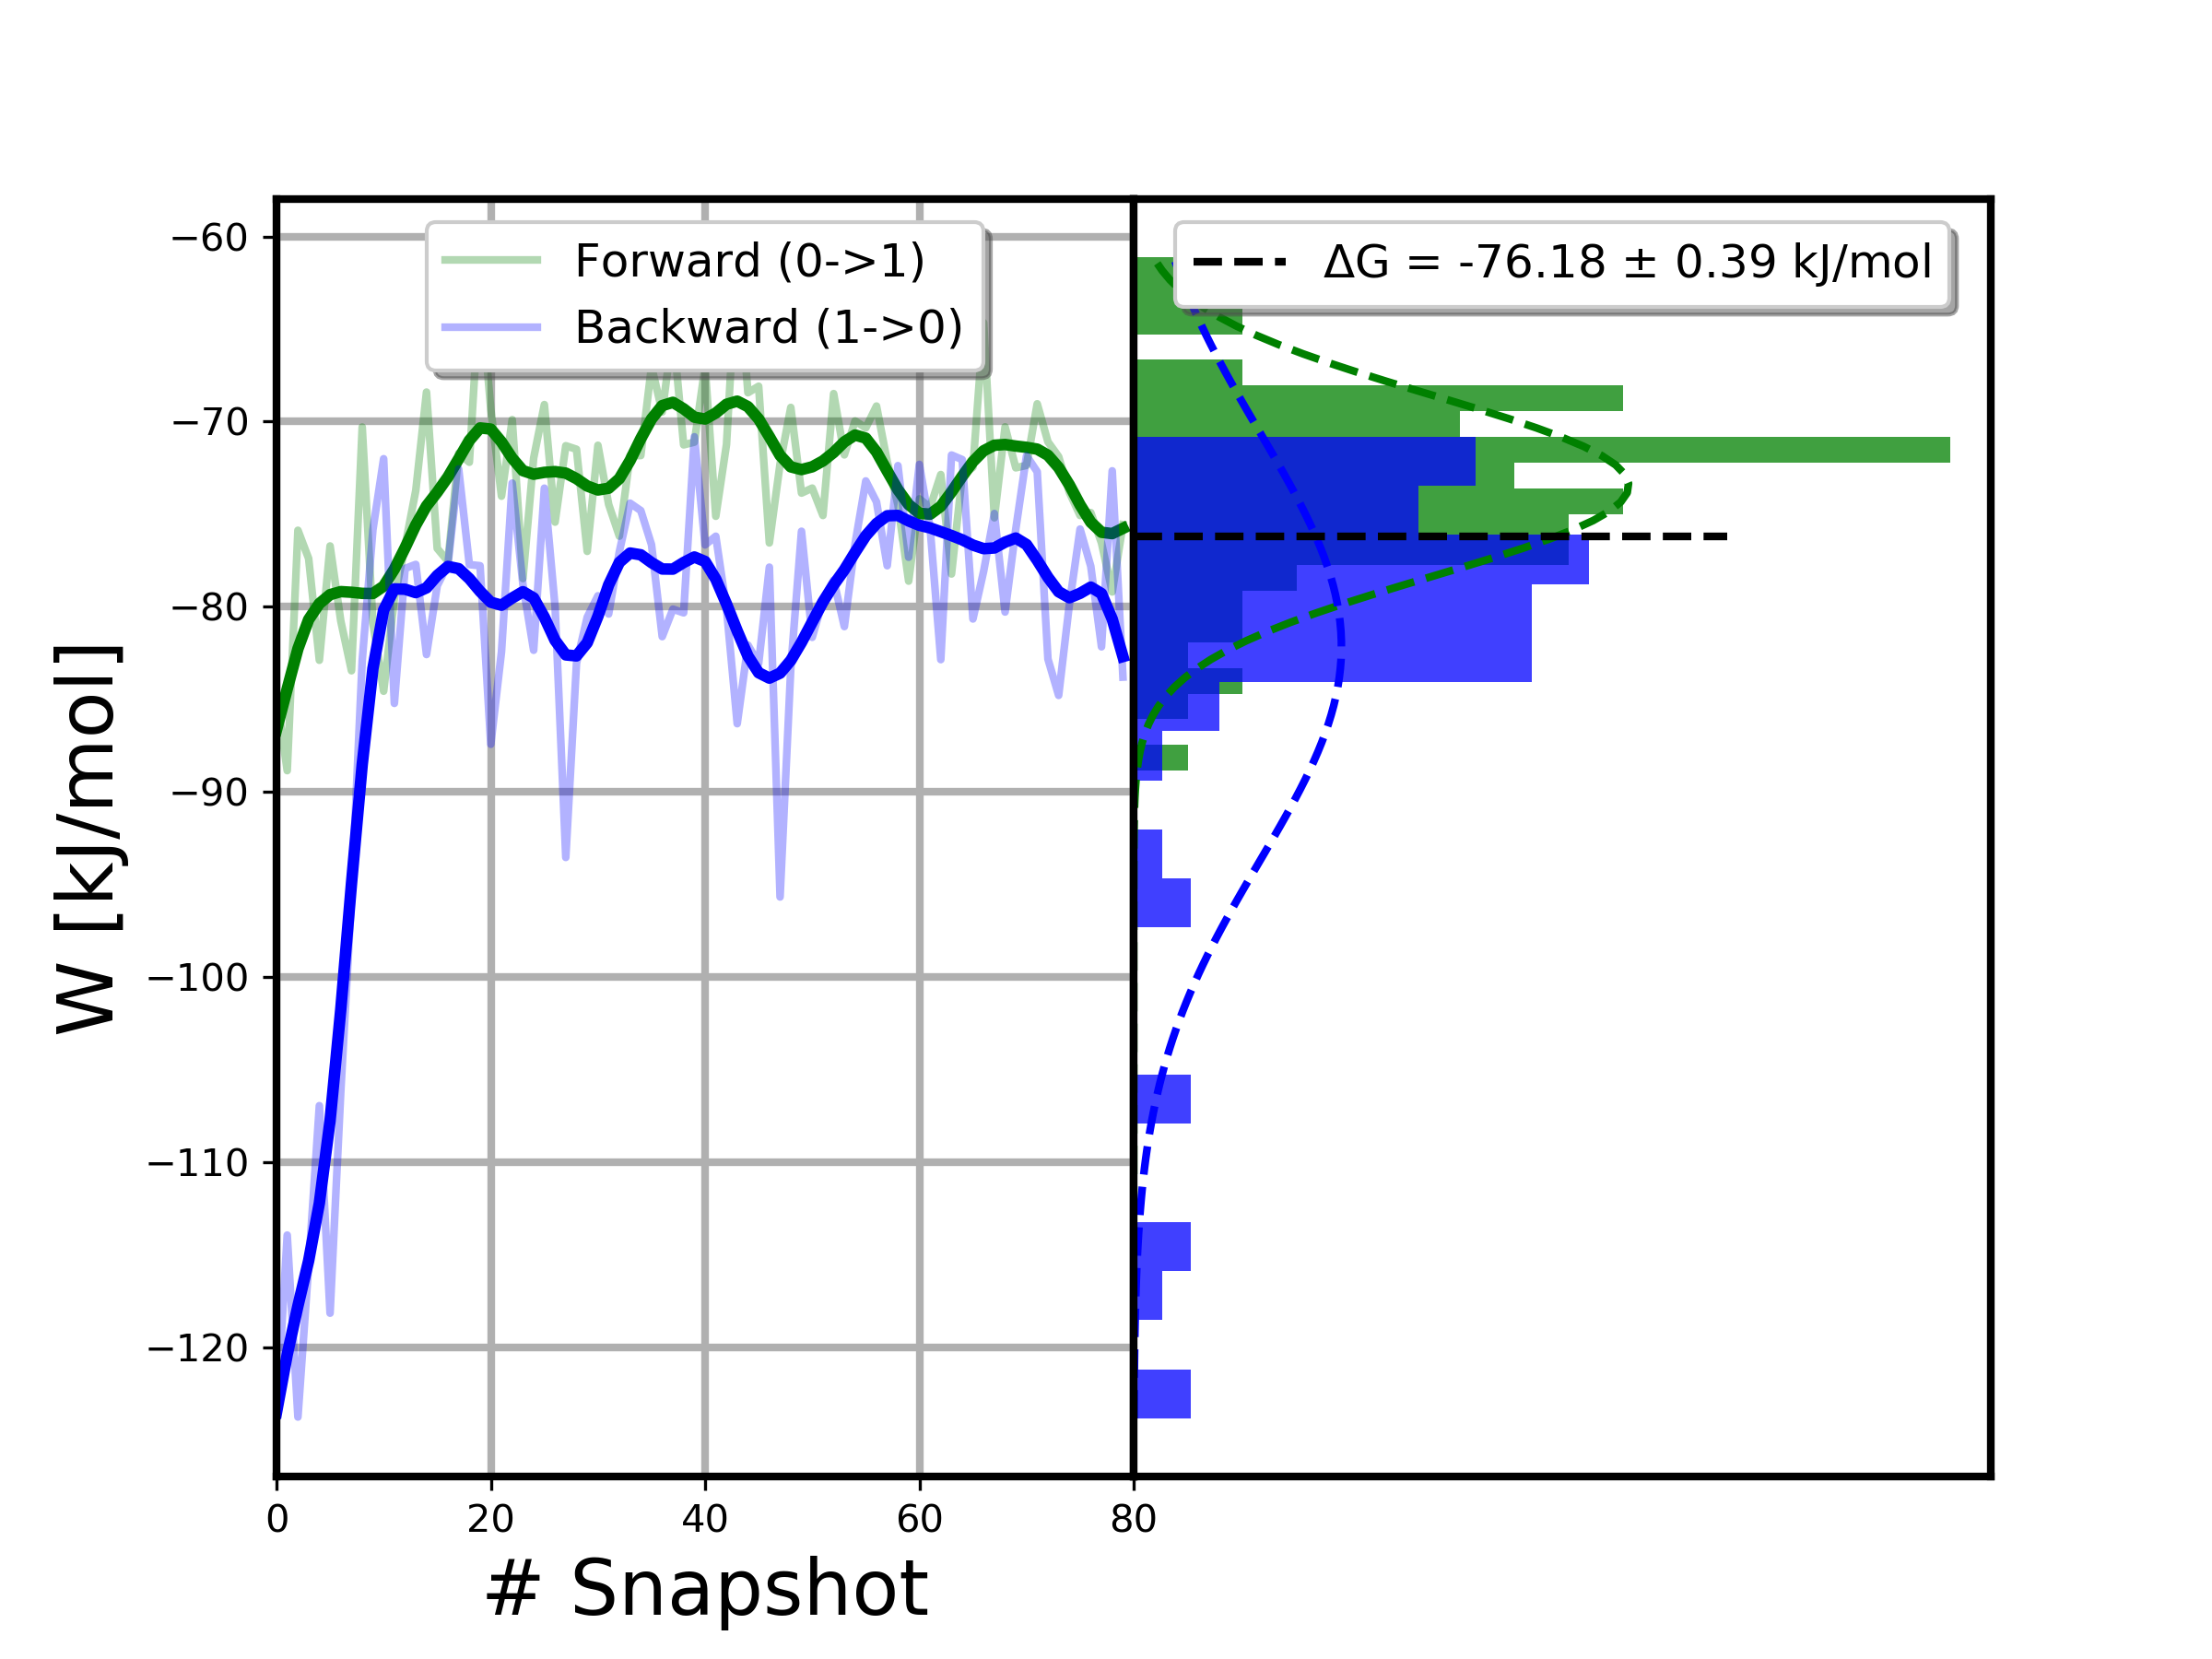 Forward (0->1)
Backward (1->0)
ΔG = -76.18 ± 0.39 kJ/mol
W [kJ/mol]
−60
−70
−80
−90
−100
−110
−120
0 20 40 60 80
# Snapshot